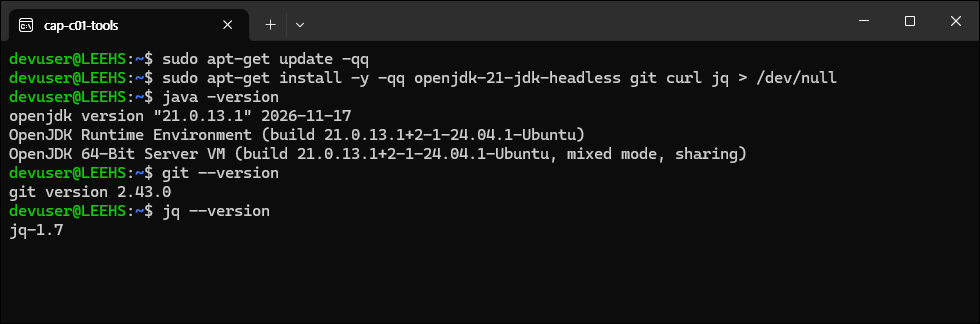 cap-c01-tools
devuser@LEEHS:~$ sudo apt-get update -qq
devuser@LEEHS:~$ sudo apt-get install -y -qq openjdk-21-jdk-headless git curl jq > /dev/null
devuser@LEEHS:~$ java -version
openjdk version "21.0.13.1" 2026-11-17
OpenJDK Runtime Environment (build 21.0.13.1+2-1-24.04.1-Ubuntu)
OpenJDK 64-Bit Server VM (build 21.0.13.1+2-1-24.04.1-Ubuntu, mixed mode, sharing)
devuser@LEEHS:~$ git --version
git version 2.43.0
devuser@LEEHS:~$ jq --version
jq-1.7